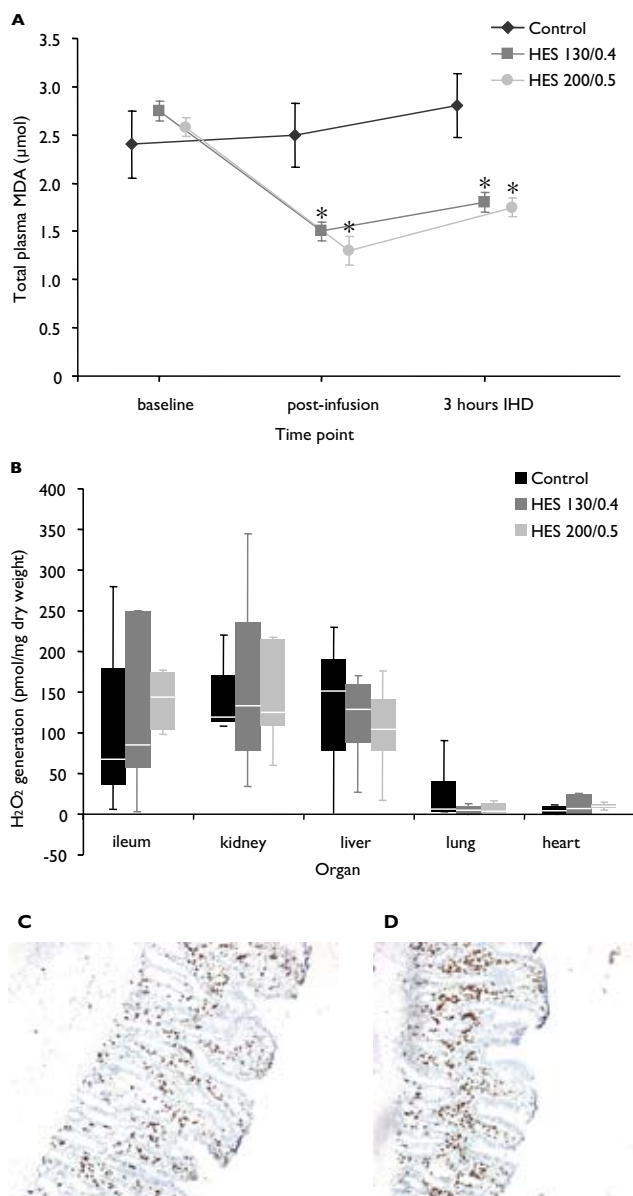 A
Control
HES 130/0.4
HES 200/0.5
Total plasma MDA (µmol)
3.5
3.0
2.5
2.0
1.5
1.0
0.5
0
* * * *
baseline post-infusion 3 hours IHD
Time point
B
Control
HES 130/0.4
HES 200/0.5
H₂O₂ generation (pmol/mg dry weight)
400
350
300
250
200
150
100
50
0
-50
ileum kidney liver lung heart
Organ
C D